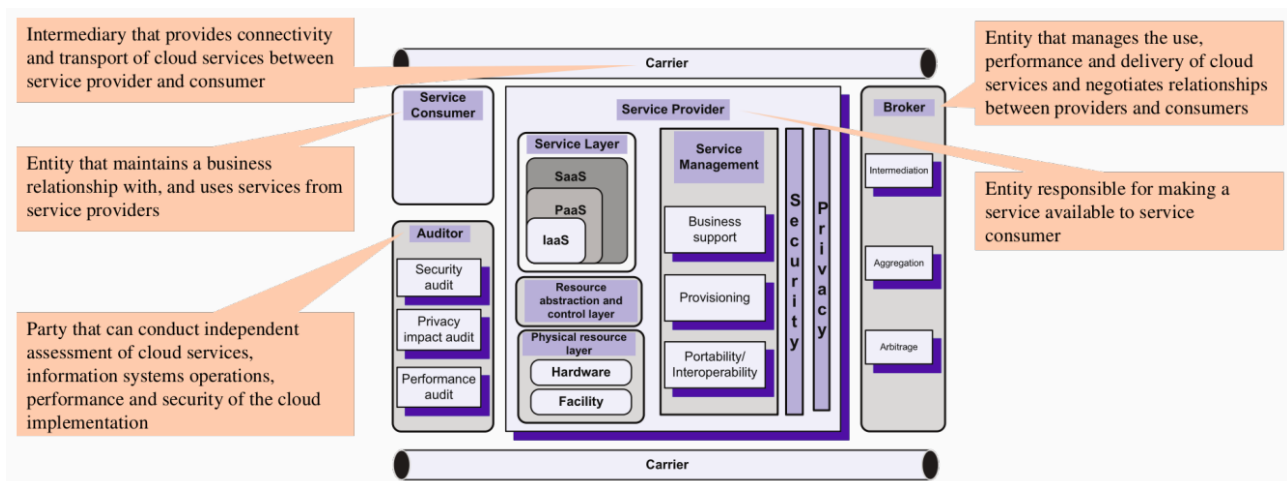 Intermediary that provides connectivity
and transport of cloud services between
service provider and consumer
Carrier
Entity that manages the use,
performance and delivery of cloud
services and negotiates relationships
between providers and consumers
Service
Consumer
Entity that maintains a business
relationship with, and uses services from
service providers
Service Provider
Service Layer
SaaS
PaaS
IaaS
Resource
abstraction and
control layer
Physical resource
layer
Hardware
Facility
Service
Management
Business
support
Provisioning
Portability/
Interoperability
Security
Privacy
Broker
Intermediation
Aggregation
Arbitrage
Entity responsible for making a
service available to service
consumer
Auditor
Security
audit
Privacy
impact audit
Performance
audit
Party that can conduct independent
assessment of cloud services,
information systems operations,
performance and security of the cloud
implementation
Carrier